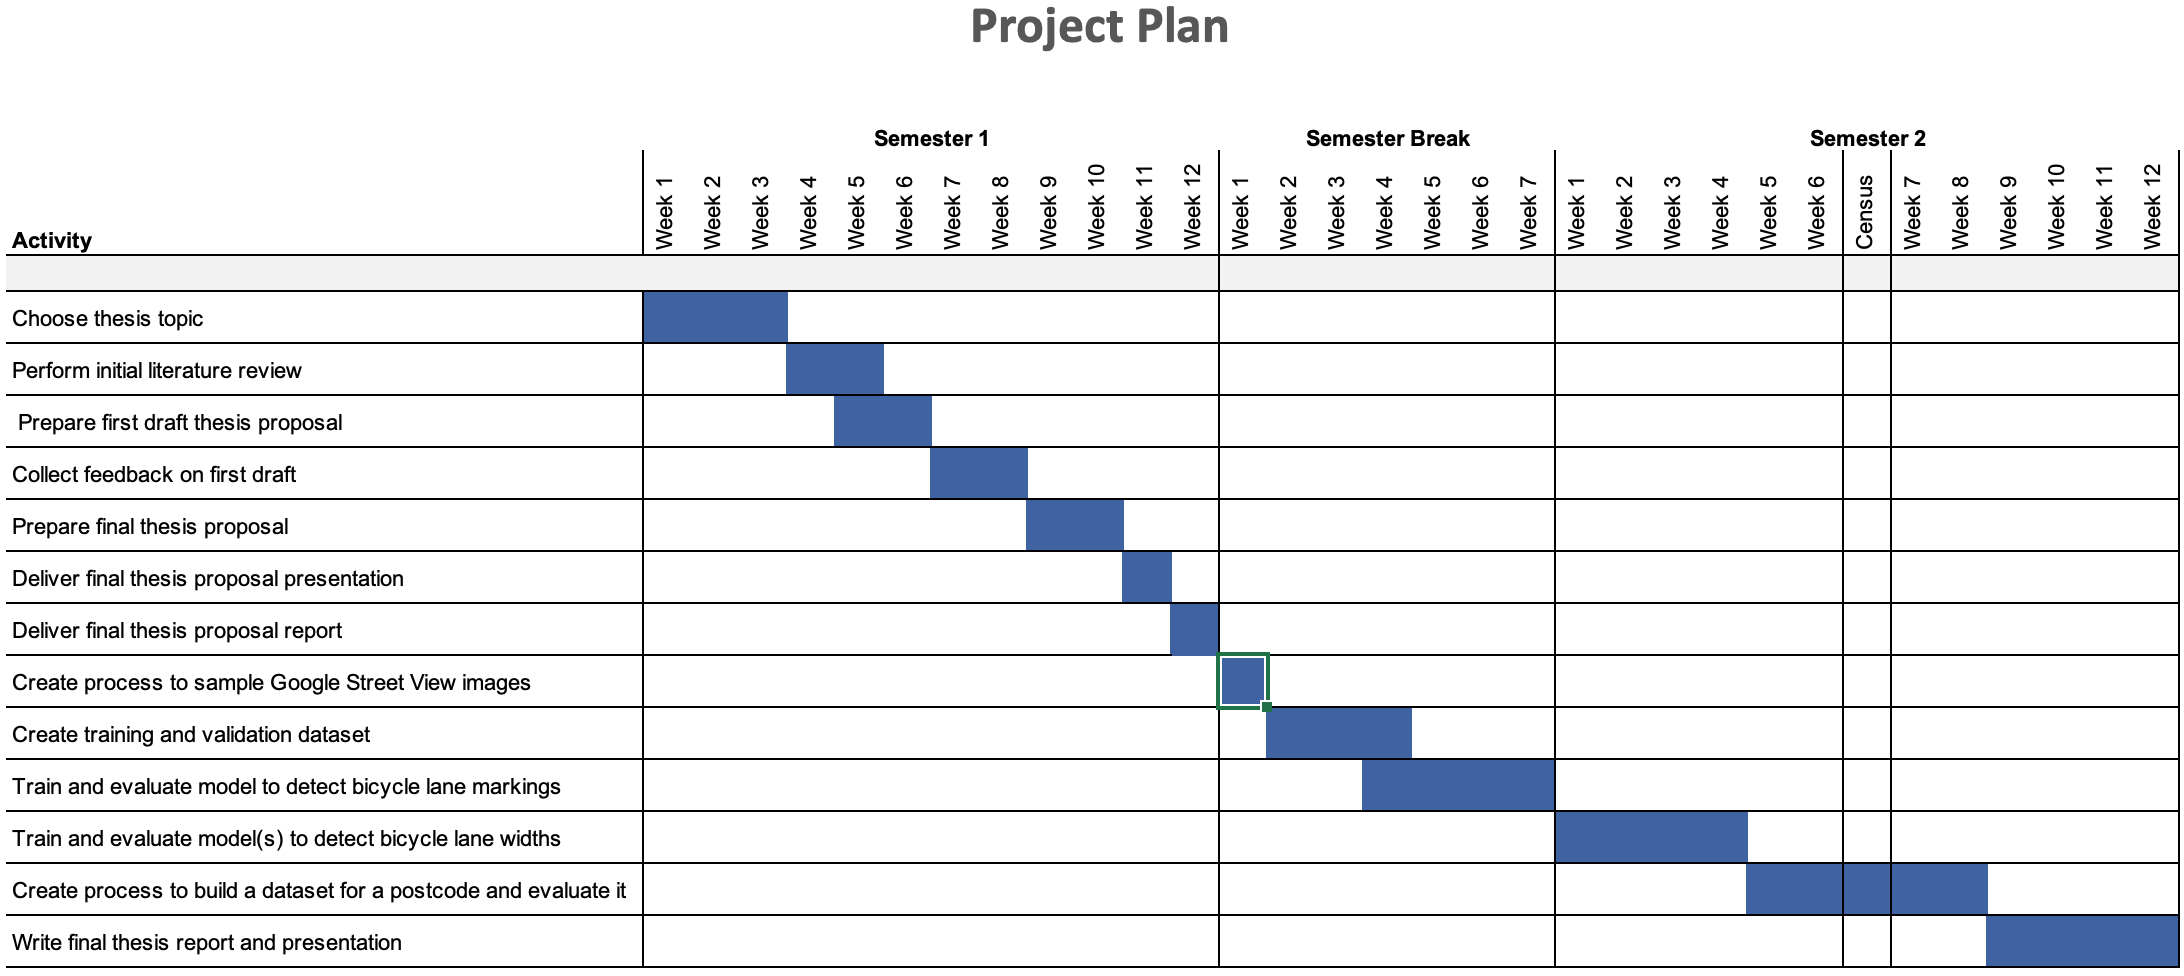 Project Plan
Semester 1 Semester Break Semester 2
Activity Week 1 Week 2 Week 3 Week 4 Week 5 Week 6 Week 7 Week 8 Week 9 Week 10 Week 11 Week 12 Week 1 Week 2 Week 3 Week 4 Week 5 Week 6 Week 7 Week 1 Week 2 Week 3 Week 4 Week 5 Week 6 Census Week 7 Week 8 Week 9 Week 10 Week 11 Week 12
Choose thesis topic
Perform initial literature review
Prepare first draft thesis proposal
Collect feedback on first draft
Prepare final thesis proposal
Deliver final thesis proposal presentation
Deliver final thesis proposal report
Create process to sample Google Street View images
Create training and validation dataset
Train and evaluate model to detect bicycle lane markings
Train and evaluate model(s) to detect bicycle lane widths
Create process to build a dataset for a postcode and evaluate it
Write final thesis report and presentation